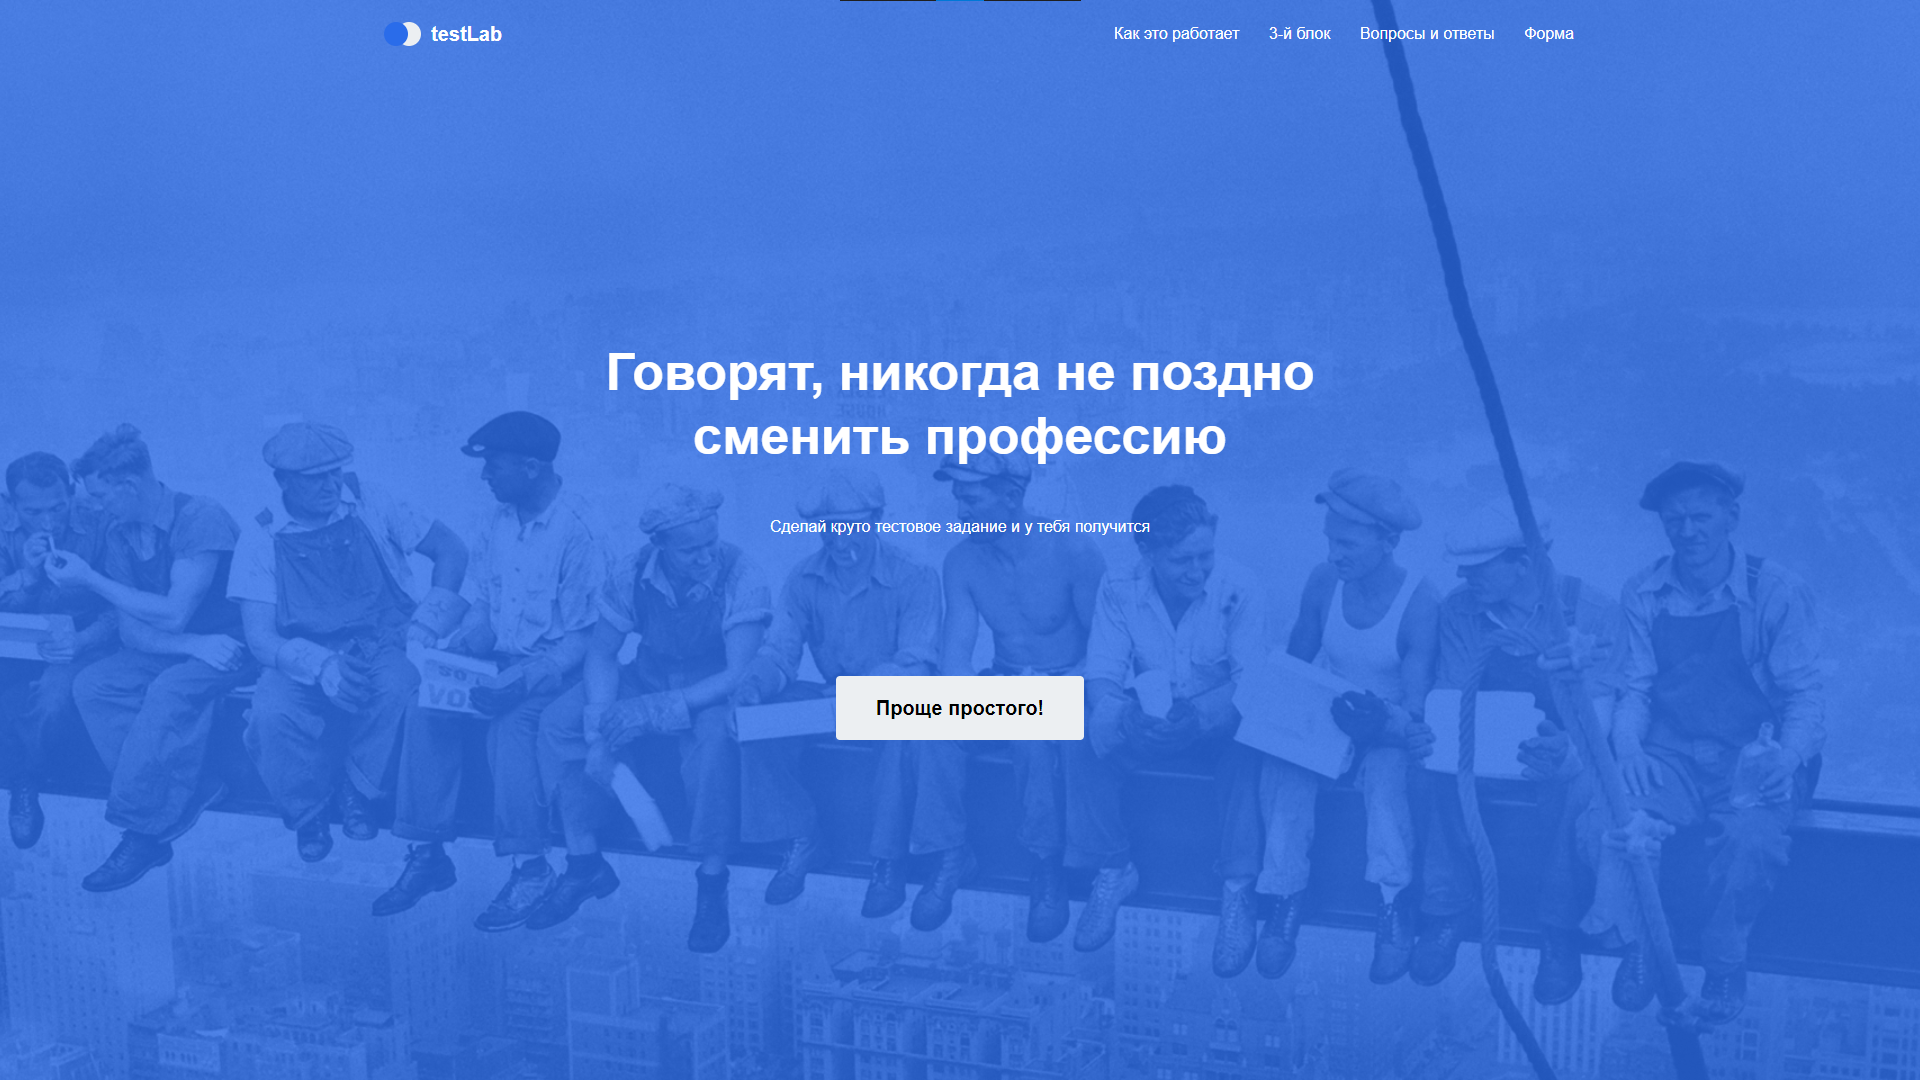 testLab
Как это работает
3-й блок
Вопросы и ответы
Форма
Говорят, никогда не поздно
сменить профессию
Сделай круто тестовое задание и у тебя получится
Проще простого!